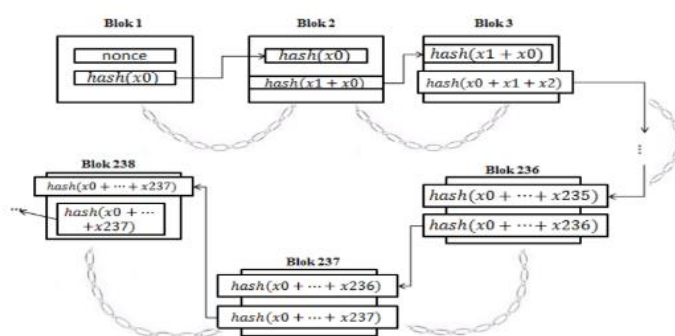 Blok 1
nonce
hash(x0)
Blok 2
hash(x0)
hash(x1 + x0)
Blok 3
hash(x1 + x0)
hash(x0 + x1 + x2)
⋮
Blok 236
hash(x0 + ⋯ + x235)
hash(x0 + ⋯ + x236)
Blok 237
hash(x0 + ⋯ + x236)
hash(x0 + ⋯ + x237)
Blok 238
hash(x0 + ⋯ + x237)
hash(x0 + ⋯
+x237)
...